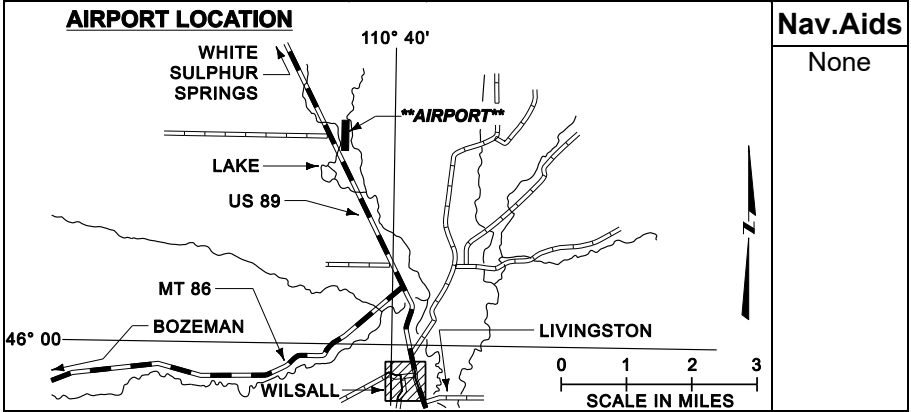 AIRPORT LOCATION
Nav.Aids
None
110° 40'
WHITE
SULPHUR
SPRINGS
**AIRPORT**
LAKE
US 89
N
MT 86
BOZEMAN
46° 00
LIVINGSTON
WILSALL
0 1 2 3
SCALE IN MILES